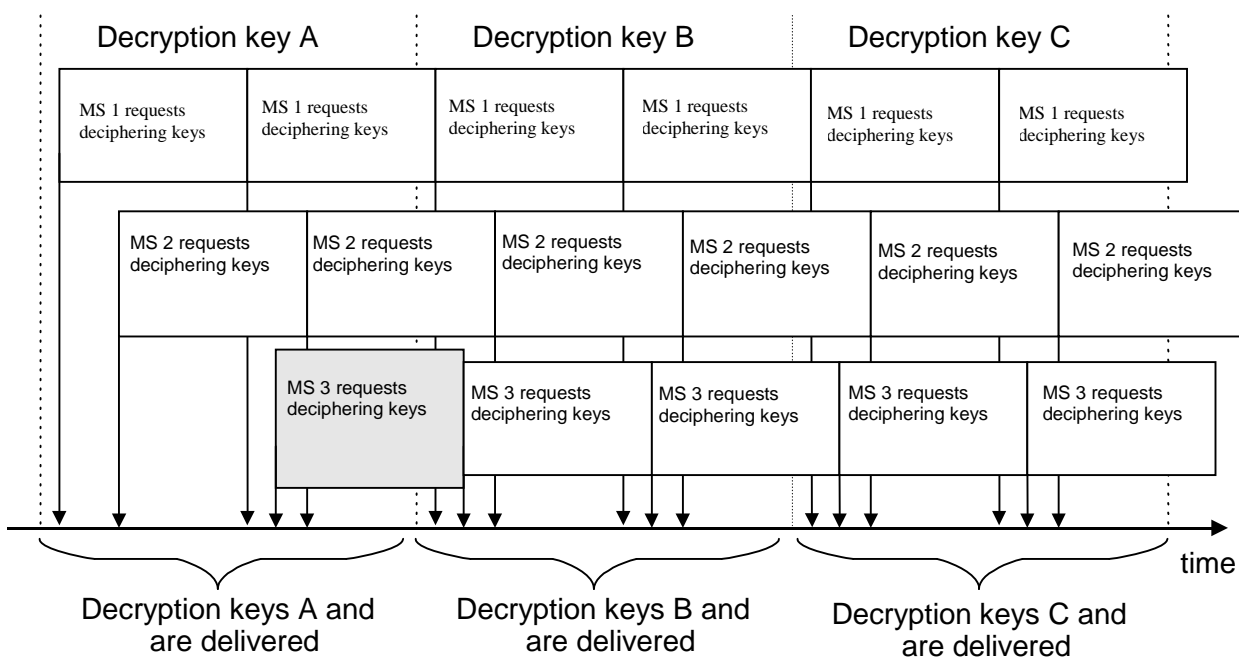 Decryption key A
Decryption key B
Decryption key C
MS 1 requests
deciphering keys
MS 1 requests
deciphering keys
MS 1 requests
deciphering keys
MS 1 requests
deciphering keys
MS 1 requests
deciphering keys
MS 1 requests
deciphering keys
MS 2 requests
deciphering keys
MS 2 requests
deciphering keys
MS 2 requests
deciphering keys
MS 2 requests
deciphering keys
MS 2 requests
deciphering keys
MS 2 requests
deciphering keys
MS 3 requests
deciphering keys
MS 3 requests
deciphering keys
MS 3 requests
deciphering keys
MS 3 requests
deciphering keys
MS 3 requests
deciphering keys
time
Decryption keys A and
are delivered
Decryption keys B and
are delivered
Decryption keys C and
are delivered